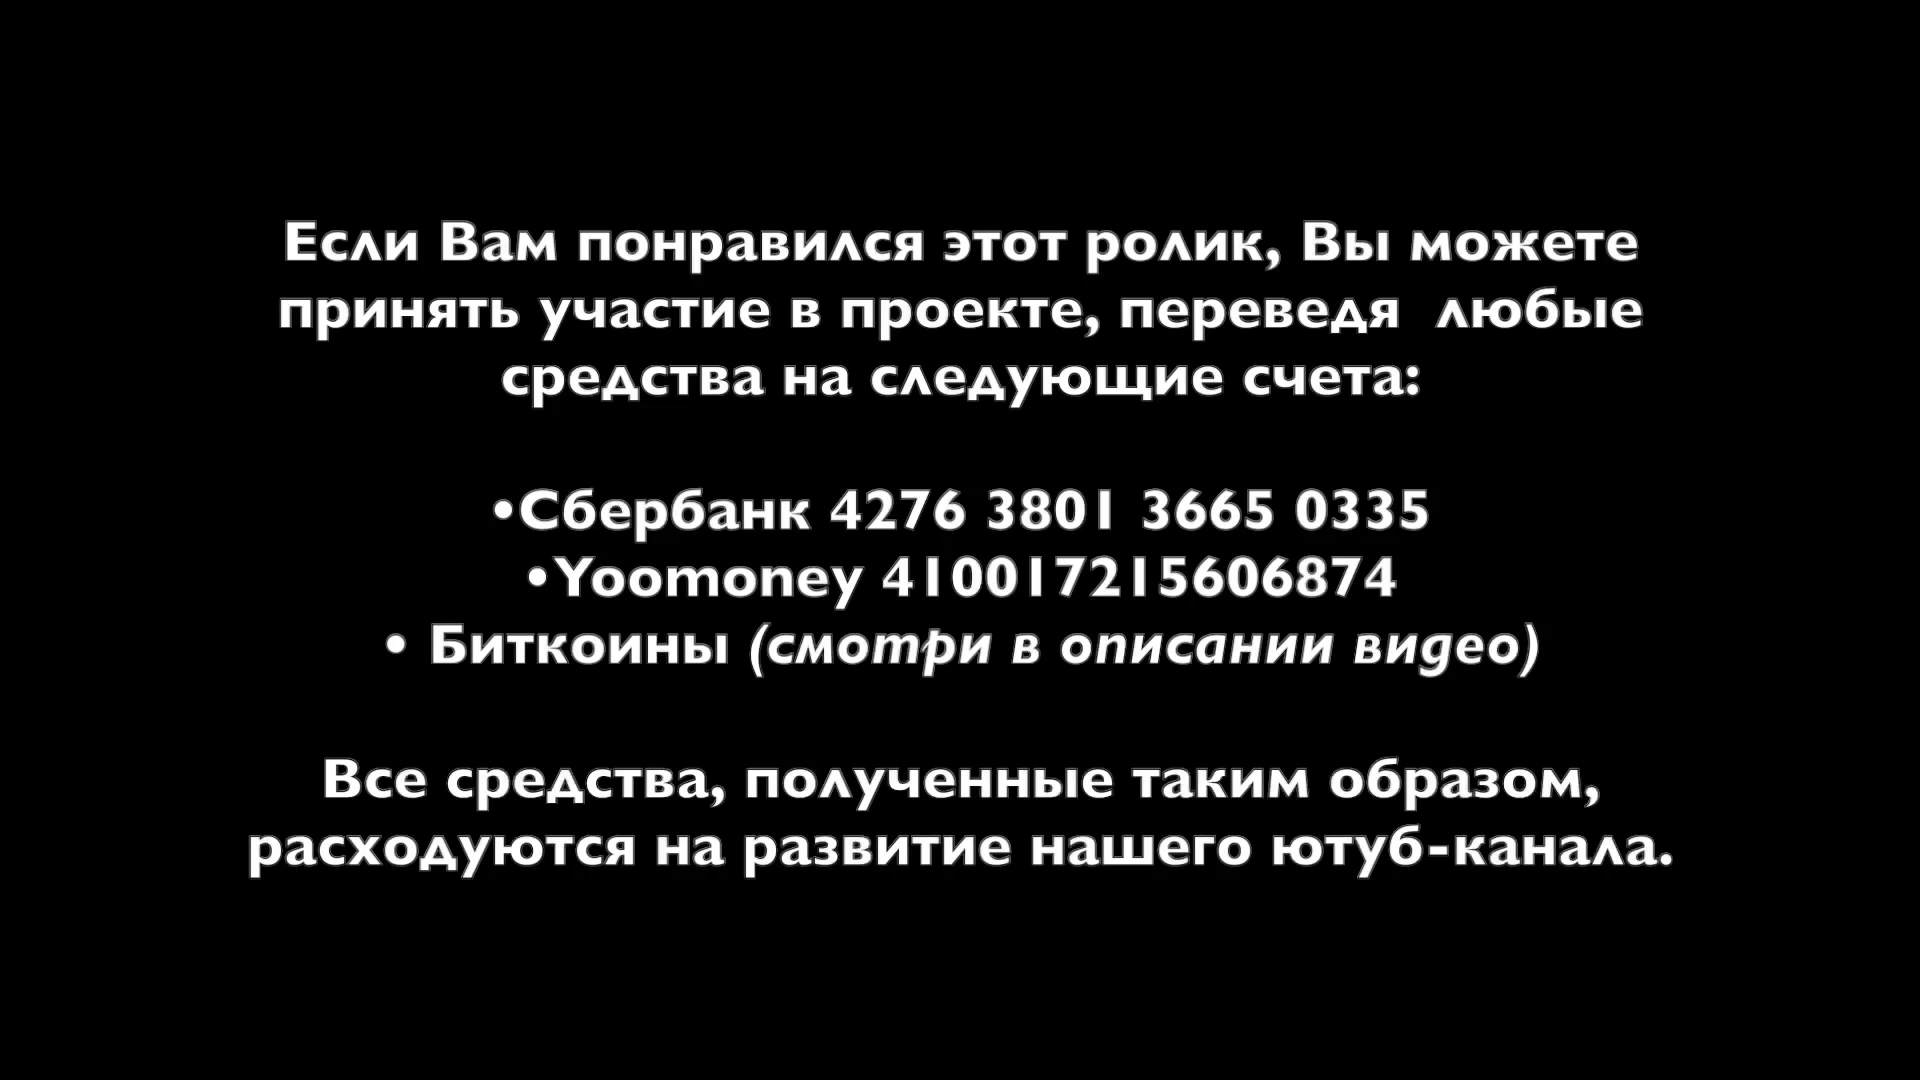 Если Вам понравился этот ролик, Вы можете
принять участие в проекте, переведя  любые
средства на следующие счета:
•Сбербанк 4276 3801 3665 0335
•Yoomoney 410017215606874
• Биткоины (смотри в описании видео)
Все средства, полученные таким образом,
расходуются на развитие нашего ютуб-канала.